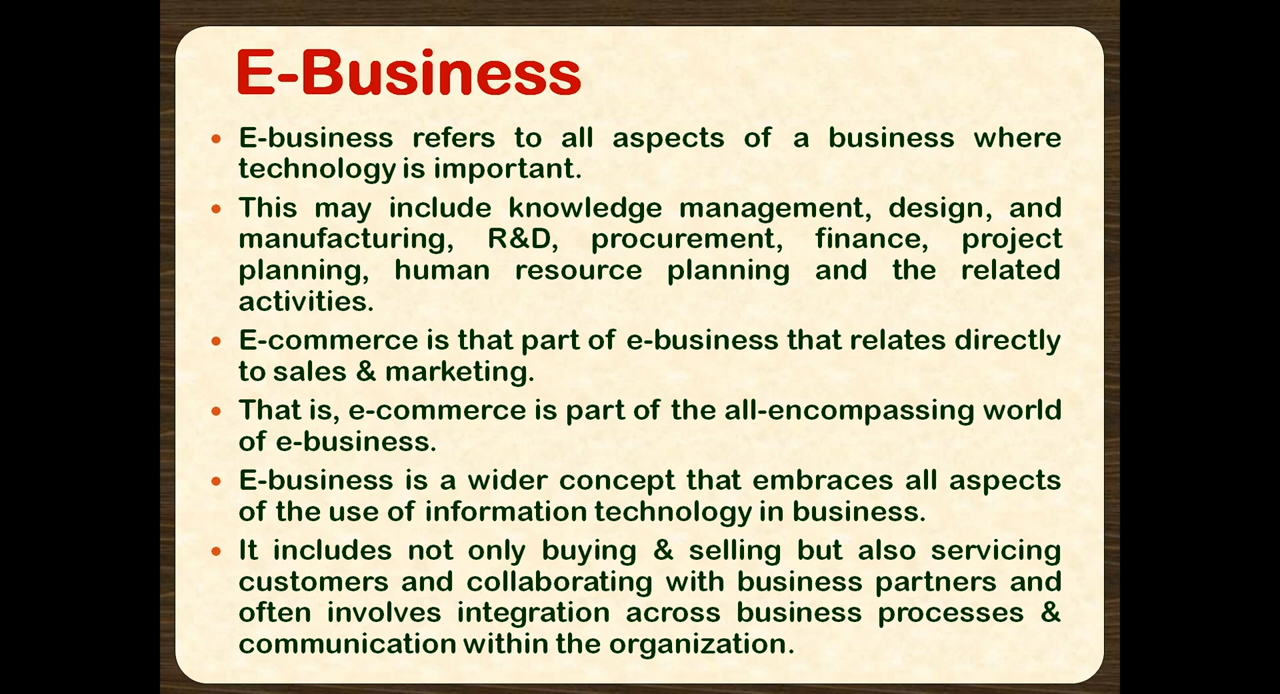 E-Business
• E-business refers to all aspects of a business where
technology is important.
• This may include knowledge management, design, and
manufacturing, R&D, procurement, finance, project
planning, human resource planning and the related
activities.
• E-commerce is that part of e-business that relates directly
to sales & marketing.
• That is, e-commerce is part of the all-encompassing world
of e-business.
• E-business is a wider concept that embraces all aspects
of the use of information technology in business.
• It includes not only buying & selling but also servicing
customers and collaborating with business partners and
often involves integration across business processes &
communication within the organization.